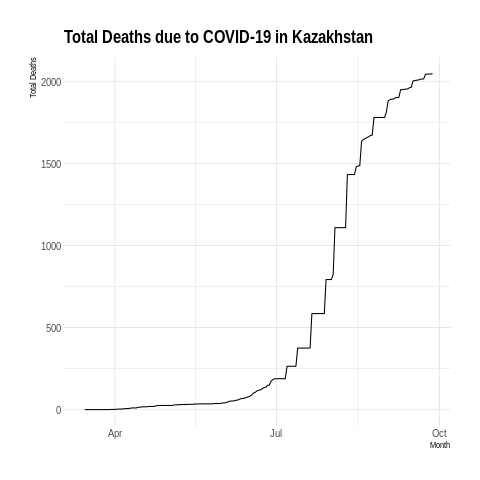 Total Deaths due to COVID-19 in Kazakhstan
Total Deaths
2000
1500
1000
500
0
Apr
Jul
Oct
Month